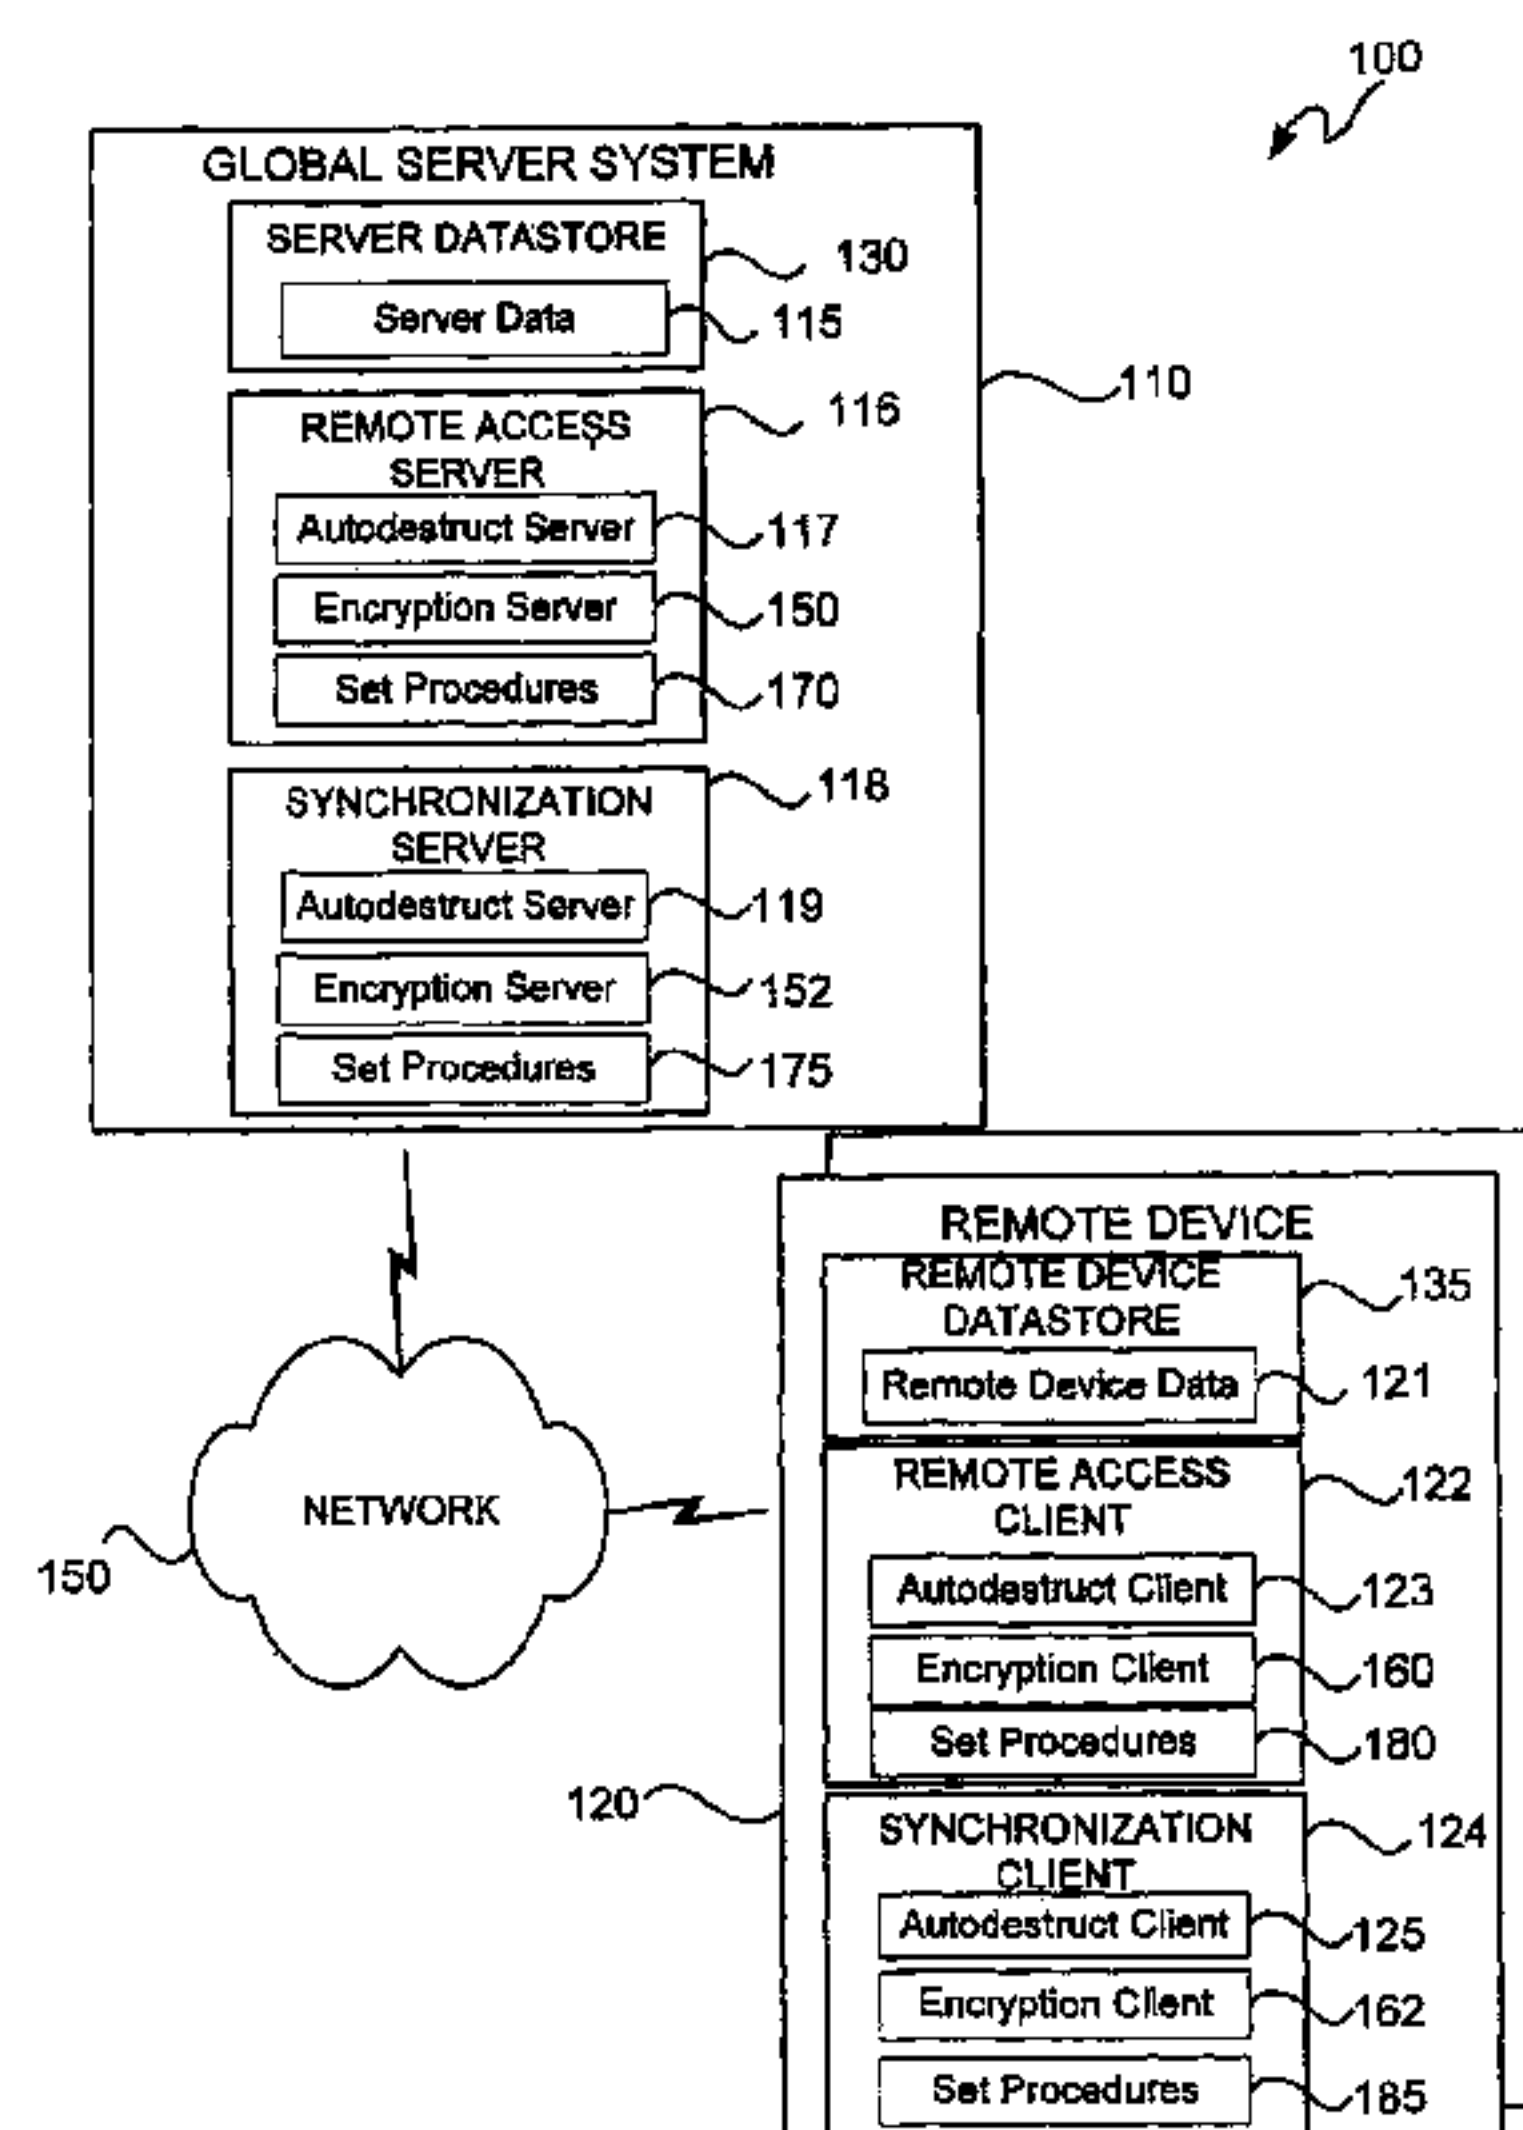 100
GLOBAL SERVER SYSTEM
SERVER DATASTORE
130
Server Data
115
110
REMOTE ACCESS
116
SERVER
Autodestruct Server
117
Encryption Server
150
Set Procedures
170
SYNCHRONIZATION
118
SERVER
Autodestruct Server
119
Encryption Server
152
Set Procedures
175
REMOTE DEVICE
REMOTE DEVICE
135
DATASTORE
Remote Device Data
121
REMOTE ACCESS
122
CLIENT
NETWORK
150
Autodestruct Client
123
Encryption Client
160
Set Procedures
180
120
SYNCHRONIZATION
124
CLIENT
Autodestruct Client
125
Encryption Client
162
Set Procedures
185